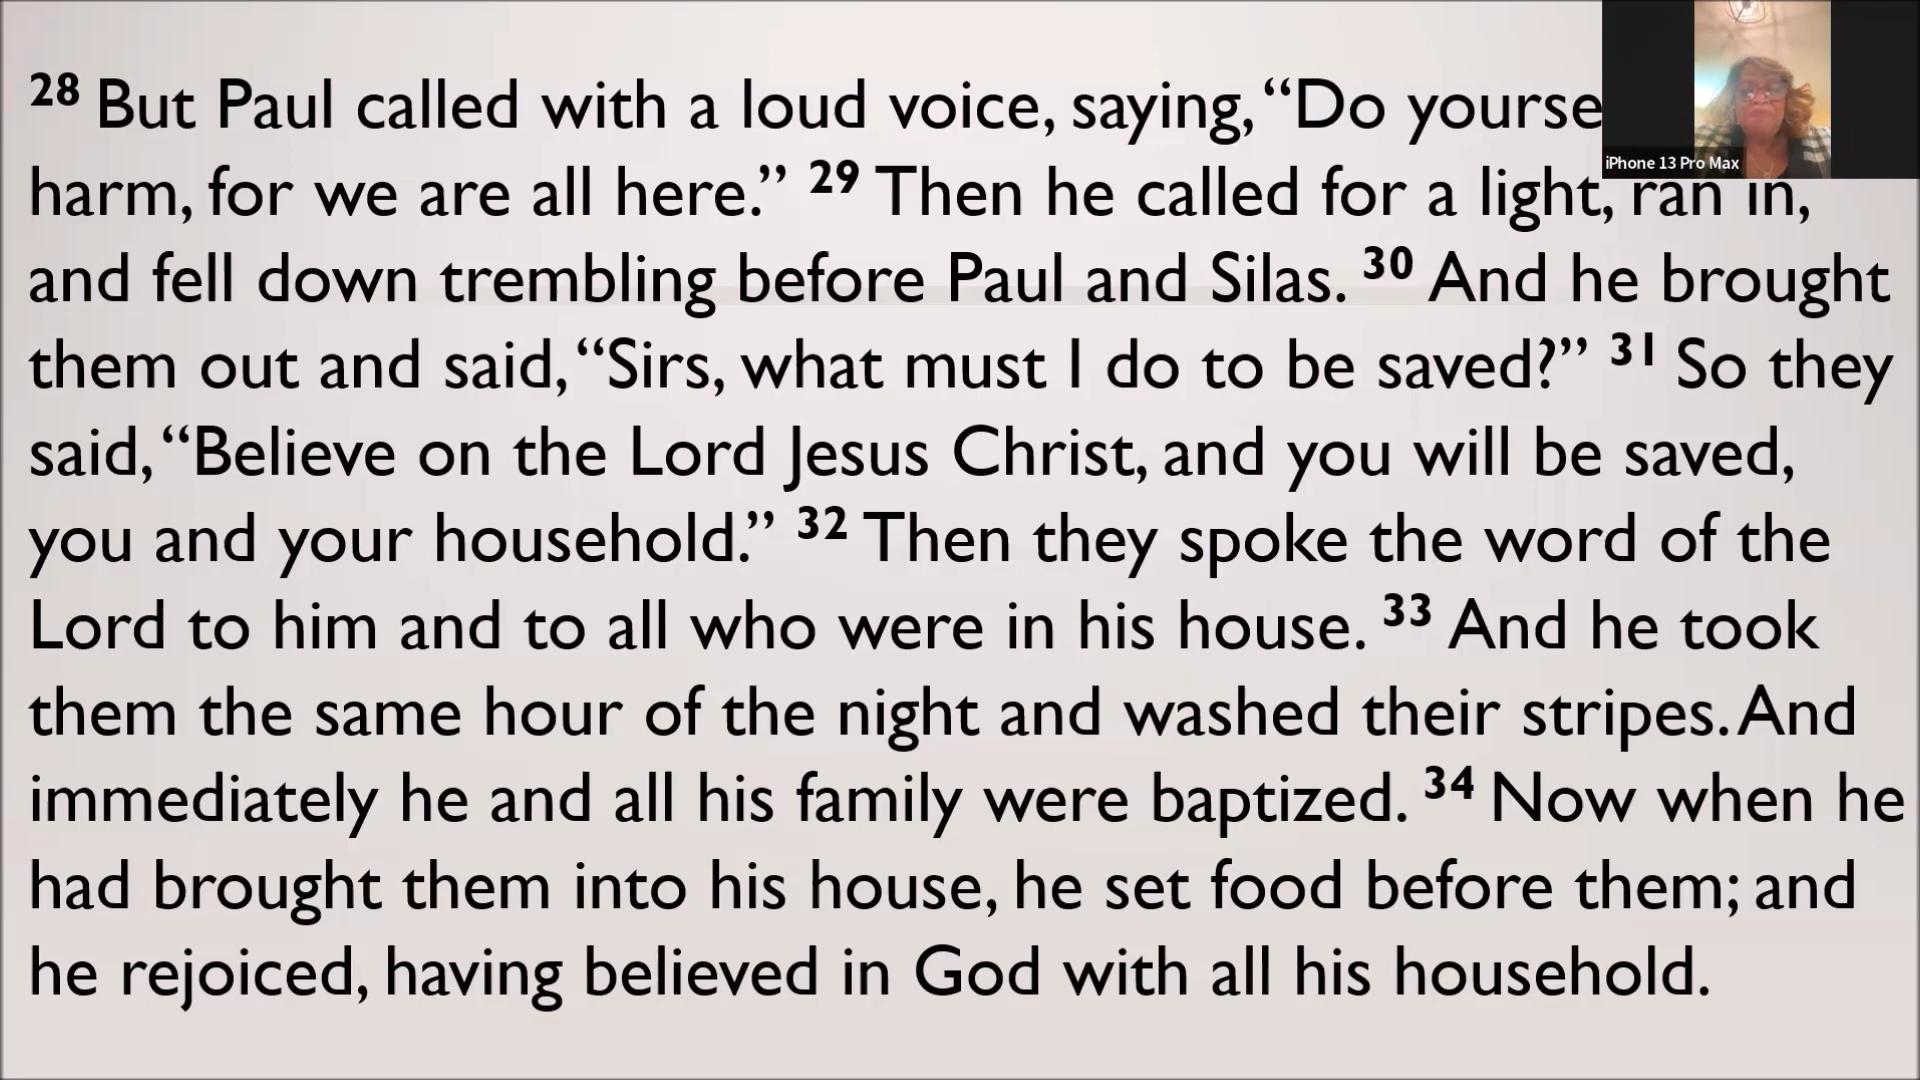 28 But Paul called with a loud voice, saying, “Do yourse
iPhone 13 Pro Max
harm, for we are all here.” 29 Then he called for a light, ran in,
and fell down trembling before Paul and Silas. 30 And he brought
them out and said, “Sirs, what must I do to be saved?” 31 So they
said, “Believe on the Lord Jesus Christ, and you will be saved,
you and your household.” 32 Then they spoke the word of the
Lord to him and to all who were in his house. 33 And he took
them the same hour of the night and washed their stripes. And
immediately he and all his family were baptized. 34 Now when he
had brought them into his house, he set food before them; and
he rejoiced, having believed in God with all his household.